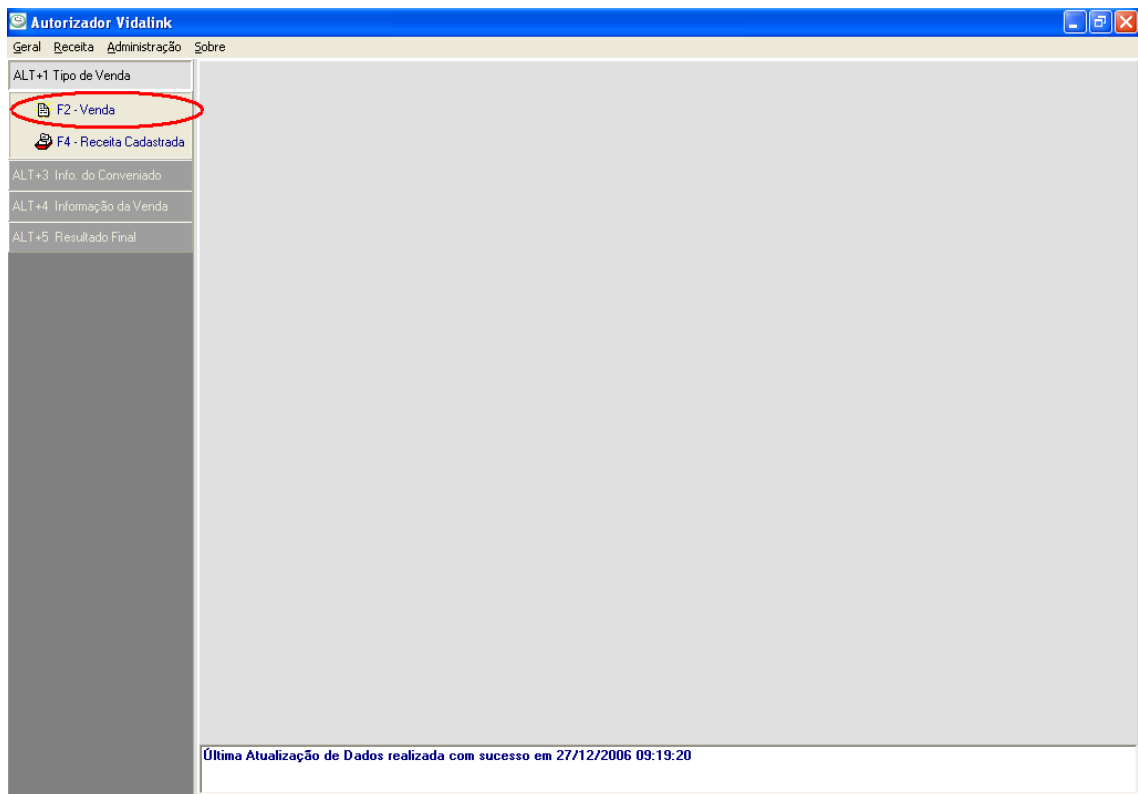 Autorizador Vidalink
Geral Receita Administração Sobre
ALT+1 Tipo de Venda
F2 - Venda
F4 - Receita Cadastrada
ALT+3 Info. do Conveniado
ALT+4 Informação da Venda
ALT+5 Resultado Final
Última Atualização de Dados realizada com sucesso em 27/12/2006 09:19:20